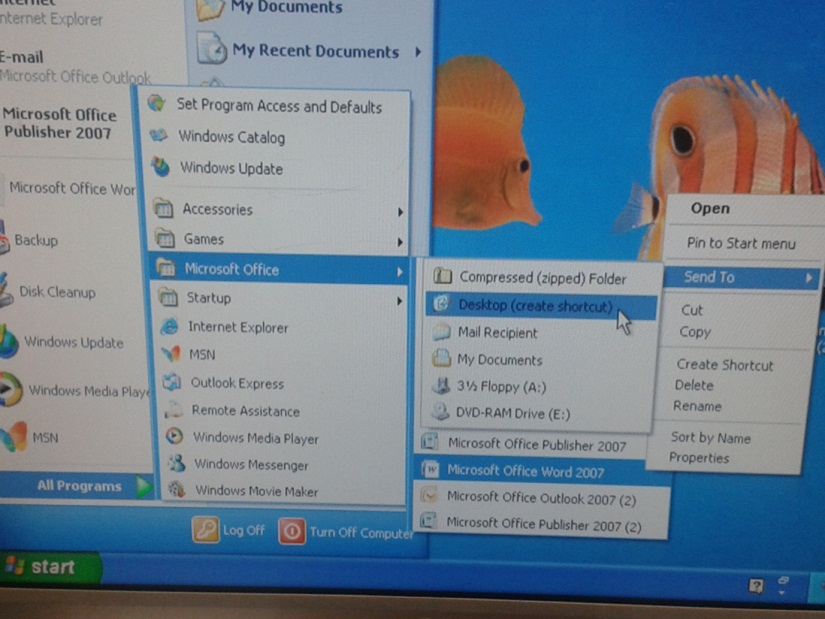 Internet Explorer
My Documents
My Recent Documents
E-mail
Microsoft Office Outlook
Microsoft Office
Publisher 2007
Microsoft Office Wor
Backup
Disk Cleanup
Windows Update
Windows Media Playe
MSN
All Programs
Set Program Access and Defaults
Windows Catalog
Windows Update
Accessories
Games
Microsoft Office
Startup
Internet Explorer
MSN
Outlook Express
Remote Assistance
Windows Media Player
Windows Messenger
Windows Movie Maker
Compressed (zipped) Folder
Desktop (create shortcut)
Mail Recipient
My Documents
3½ Floppy (A:)
DVD-RAM Drive (E:)
Microsoft Office Publisher 2007
Microsoft Office Word 2007
Microsoft Office Outlook 2007 (2)
Microsoft Office Publisher 2007 (2)
Open
Pin to Start menu
Send To
Cut
Copy
Create Shortcut
Delete
Rename
Sort by Name
Properties
Log Off
Turn Off Computer
start